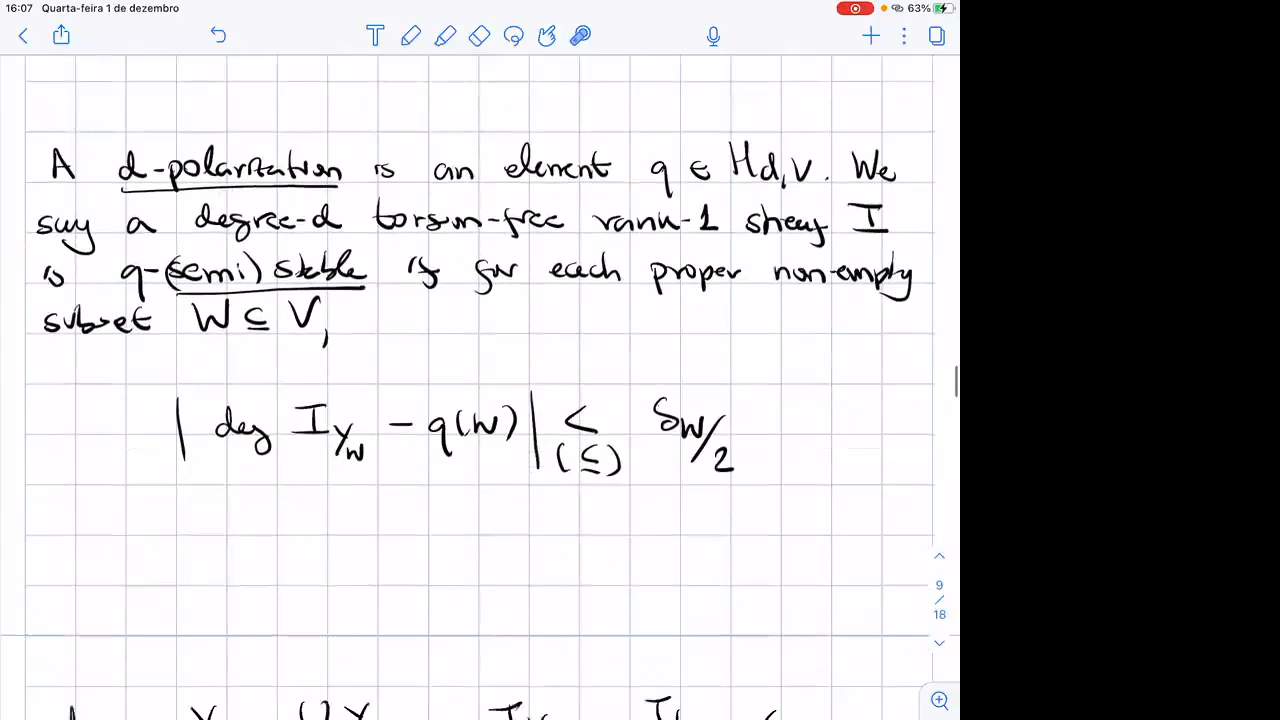 16:07 Quarta-feira 1 de dezembro
63%
A d-polarization is an element q ∈ H_{d,V}. We
say a degree-d torsion-free rank-1 sheaf I
is q-(semi)stable if for each proper non-empty
subset W ⊆ V,
| deg I_{Y_W} - q(W) | < δ_W/2
(≤)
9
/
18